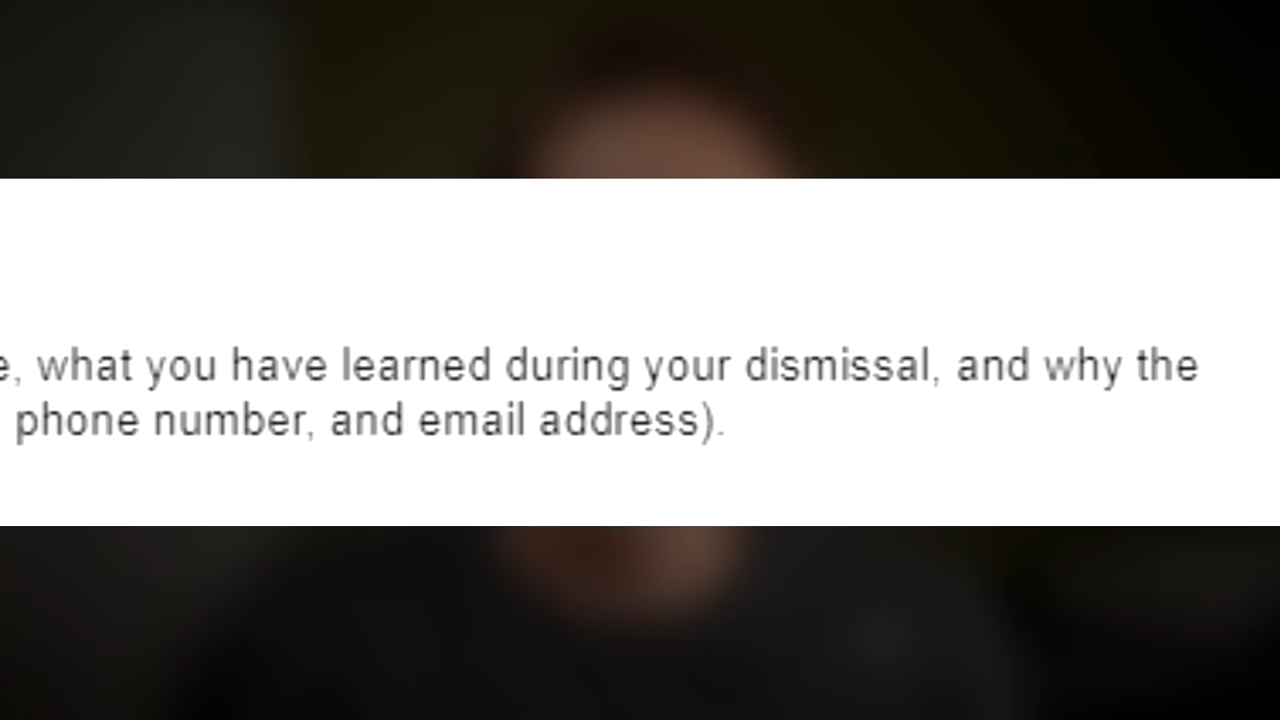 e, what you have learned during your dismissal, and why the
phone number, and email address).